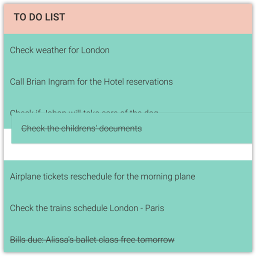 TO DO LIST
Check weather for London
Call Brian Ingram for the Hotel reservations
Check if Johan will take care of the dog
Check the childrens' documents
Airplane tickets reschedule for the morning plane
Check the trains schedule London - Paris
Bills due: Alissa's ballet class free tomorrow